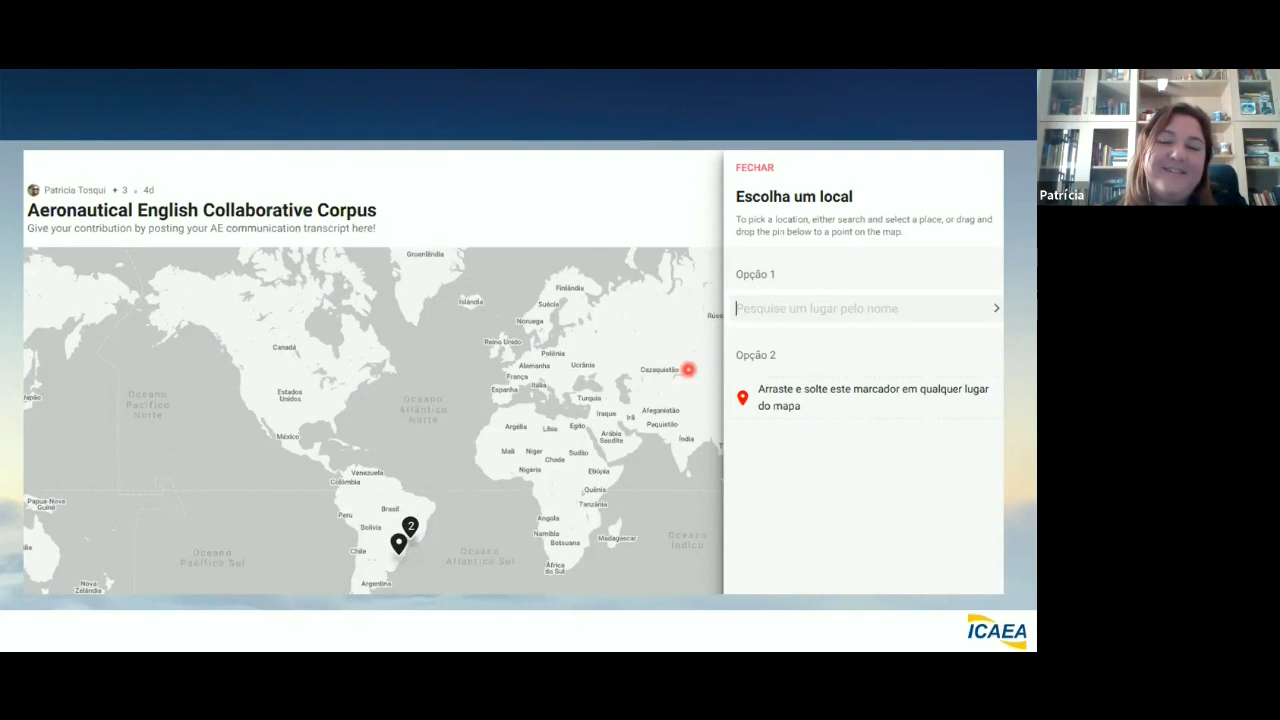 Patricia Tosqui + 3 • 4d
Aeronautical English Collaborative Corpus
Give your contribution by posting your AE communication transcript here!
FECHAR
Escolha um local
To pick a location, either search and select a place, or drag and
drop the pin below to a point on the map.
Opção 1
Pesquise um lugar pelo nome
Opção 2
Arraste e solte este marcador em qualquer lugar
do mapa
Patrícia
Groenlândia
Islândia
Finlândia
Suécia
Noruega
Reino Unido
Polônia
Alemanha
Ucrânia
França
Cazaquistão
Espanha
Itália
Turquia
Canadá
Estados
Unidos
México
Oceano
Pacífico
Norte
Oceano
Atlântico
Norte
Iraque
Irã
Afeganistão
Paquistão
Argélia
Líbia
Egito
Arábia
Saudita
Índia
Mali
Níger
Chade
Sudão
Nigéria
Etiópia
Venezuela
Colômbia
Quênia
Tanzânia
Papua-Nova
Guiné
Peru
Brasil
2
Bolívia
Angola
Namíbia
Botsuana
Madagascar
Chile
Oceano
Pacífico Sul
Oceano
Atlântico Sul
Oceano
Índico
África
do Sul
Argentina
Nova
Zelândia
ICAEA